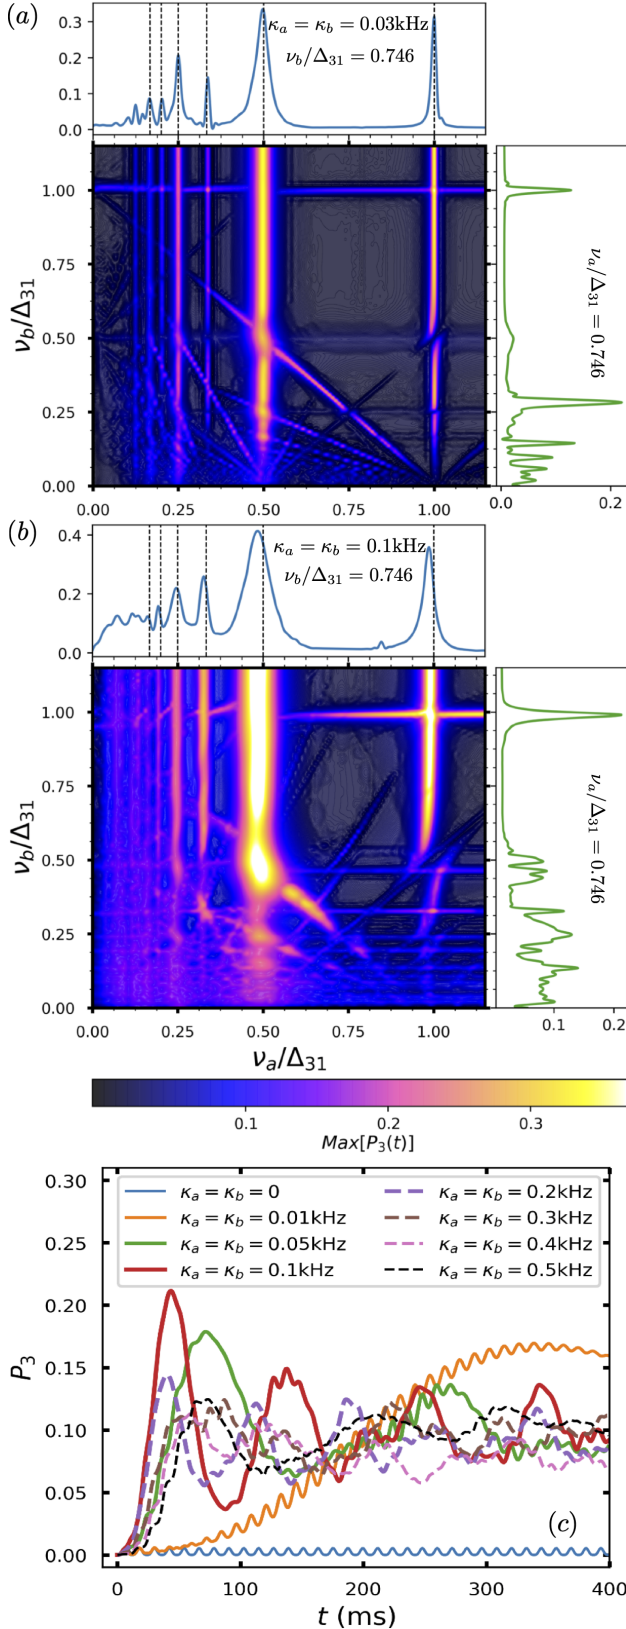 (a)
κa = κb = 0.03kHz
νb/Δ31 = 0.746
0.3
0.2
0.1
0.0
νb/Δ31
1.00
0.75
0.50
0.25
0.00
0.00 0.25 0.50 0.75 1.00
νa/Δ31 = 0.746
0.0 0.2
(b)
κa = κb = 0.1kHz
νb/Δ31 = 0.746
0.4
0.2
0.0
νb/Δ31
1.00
0.75
0.50
0.25
0.00
0.00 0.25 0.50 0.75 1.00
νa/Δ31
νa/Δ31 = 0.746
0.1 0.2
0.1 0.2 0.3
Max[P3(t)]
0.30
0.25
0.20
0.15
0.10
0.05
0.00
P3
κa = κb = 0
κa = κb = 0.01kHz
κa = κb = 0.05kHz
κa = κb = 0.1kHz
κa = κb = 0.2kHz
κa = κb = 0.3kHz
κa = κb = 0.4kHz
κa = κb = 0.5kHz
(c)
0 100 200 300 400
t (ms)